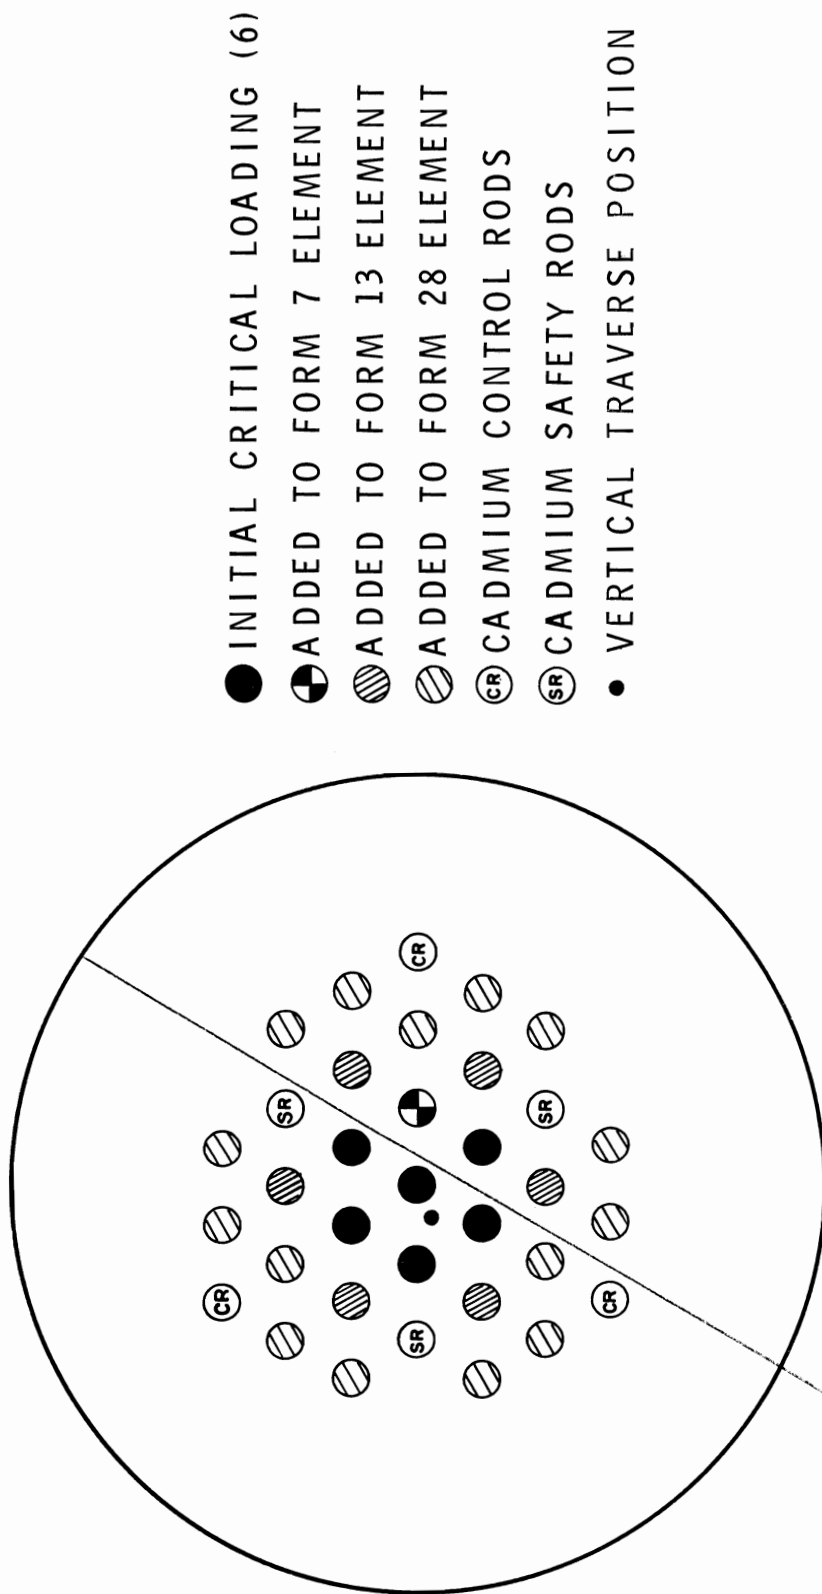 INITIAL CRITICAL LOADING (6)
ADDED TO FORM 7 ELEMENT
ADDED TO FORM 13 ELEMENT
ADDED TO FORM 28 ELEMENT
CR CADMIUM CONTROL RODS
SR CADMIUM SAFETY RODS
VERTICAL TRAVERSE POSITION
CR
SR
CR
SR
SR
CR